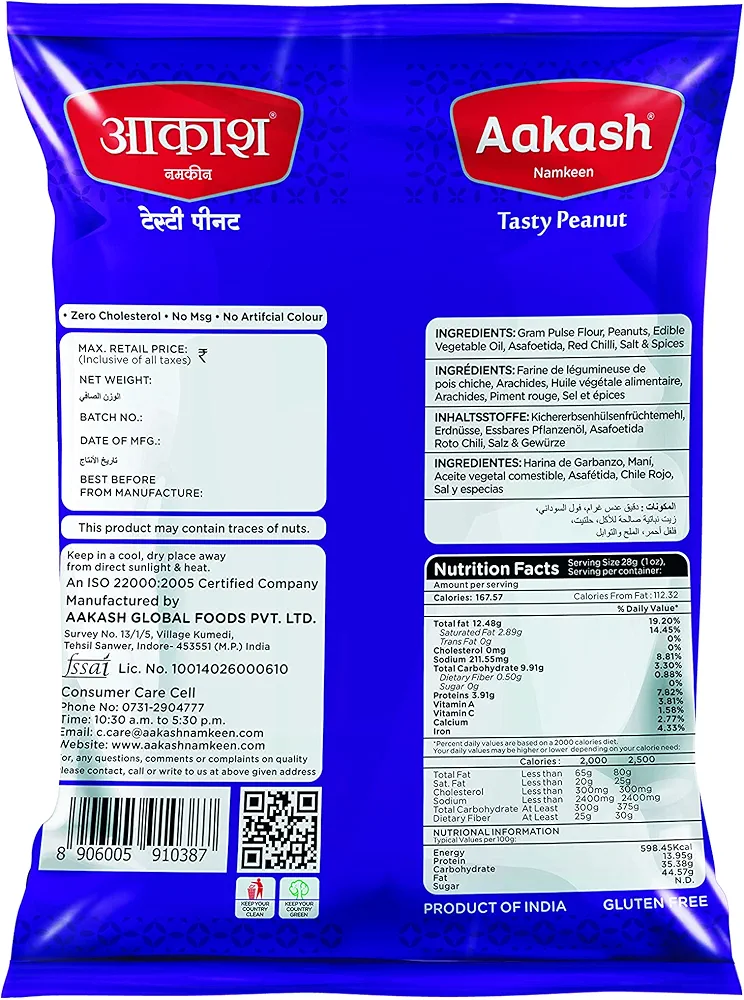 आकाश®
नमकीन
टेस्टी पीनट
• Zero Cholesterol • No Msg • No Artifcial Colour
MAX. RETAIL PRICE: ₹
(Inclusive of all taxes)
NET WEIGHT:
الوزن الصافي
BATCH NO.:
DATE OF MFG.:
تاريخ الأنتاج
BEST BEFORE
FROM MANUFACTURE:
This product may contain traces of nuts.
Keep in a cool, dry place away
from direct sunlight & heat.
An ISO 22000:2005 Certified Company
Manufactured by
AAKASH GLOBAL FOODS PVT. LTD.
Survey No. 13/1/5, Village Kumedi,
Tehsil Sanwer, Indore- 453551 (M.P.) India
fssai Lic. No. 10014026000610
Consumer Care Cell
Phone No: 0731-2904777
Time: 10:30 a.m. to 5:30 p.m.
Email: c.care@aakashnamkeen.com
Website: www.aakashnamkeen.com
or, any questions, comments or complaints on quality
lease contact, call or write to us at above given address
8 906005 910387
KEEP YOUR
COUNTRY
CLEAN
KEEP YOUR
COUNTRY
GREEN
Aakash®
Namkeen
Tasty Peanut
INGREDIENTS: Gram Pulse Flour, Peanuts, Edible
Vegetable Oil, Asafoetida, Red Chilli, Salt & Spices
INGRÉDIENTS: Farine de légumineuse de
pois chiche, Arachides, Huile végétale alimentaire,
Arachides, Piment rouge, Sel et épices
INHALTSSTOFFE: Kichererbsenhülsenfrüchtemehl,
Erdnüsse, Essbares Pflanzenöl, Asafoetida
Roto Chili, Salz & Gewürze
INGREDIENTES: Harina de Garbanzo, Maní,
Aceite vegetal comestible, Asafétida, Chile Rojo,
Sal y especias
المكونات : دقيق عدس غرام، فول السوداني،
زيت نباتية صالحة للأكل، حلتيت،
فلفل أحمر، الملح والتوابل
Nutrition Facts Serving Size 28g (1oz),
Serving per container:
Amount per serving
Calories: 167.57 Calories From Fat : 112.32
% Daily Value*
Total fat 12.48g 19.20%
Saturated Fat 2.89g 14.45%
Trans Fat 0g 0%
Cholesterol 0mg 0%
Sodium 211.55mg 8.81%
Total Carbohydrate 9.91g 3.30%
Dietary Fiber 0.50g 0.88%
Sugar 0g 0%
Proteins 3.91g 7.82%
Vitamin A 3.81%
Vitamin C 1.58%
Calcium 2.77%
Iron 4.33%
*Percent daily values are based on a 2000 calories diet.
Your daily values may be higher or lower depending on your calorie need:
Calories : 2,000 2,500
Total Fat Less than 65g 80g
Sat. Fat Less than 20g 25g
Cholesterol Less than 300mg 300mg
Sodium Less than 2400mg 2400mg
Total Carbohydrate At Least 300g 375g
Dietary Fiber At Least 25g 30g
NUTRIONAL INFORMATION
Typical Values per 100g:
Energy 598.45Kcal
Protein 13.95g
Carbohydrate 35.38g
Fat 44.57g
Sugar N.D.
PRODUCT OF INDIA GLUTEN FREE